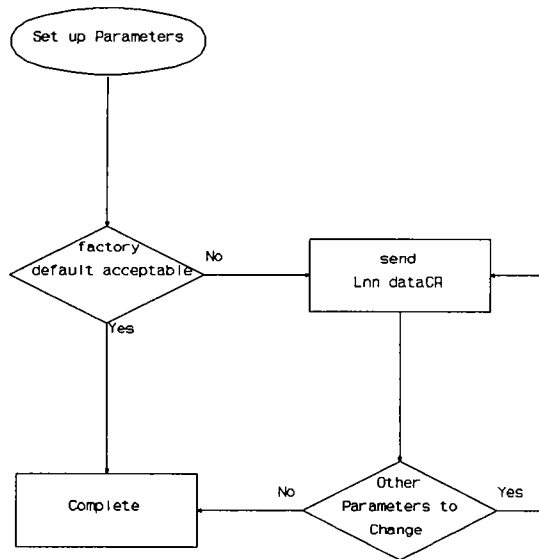 Set up Parameters
factory
default acceptable
No
send
Lnn dataCR
Yes
Complete
No
Other
Parameters to
Change
Yes